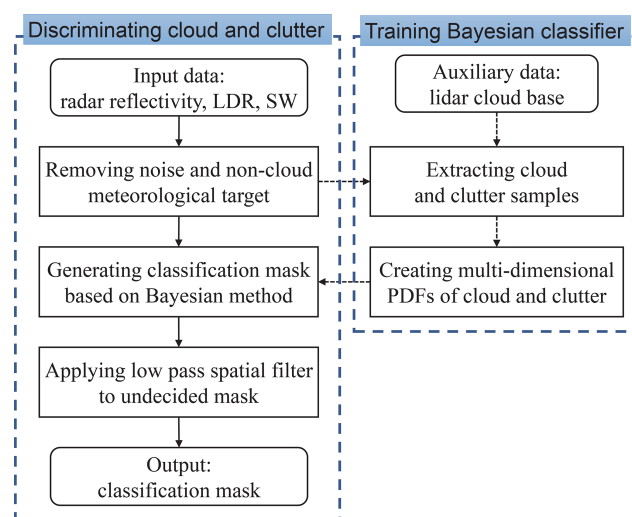 Discriminating cloud and clutter
Input data:
radar reflectivity, LDR, SW
Removing noise and non-cloud
meteorological target
Generating classification mask
based on Bayesian method
Applying low pass spatial filter
to undecided mask
Output:
classification mask
Training Bayesian classifier
Auxiliary data:
lidar cloud base
Extracting cloud
and clutter samples
Creating multi-dimensional
PDFs of cloud and clutter